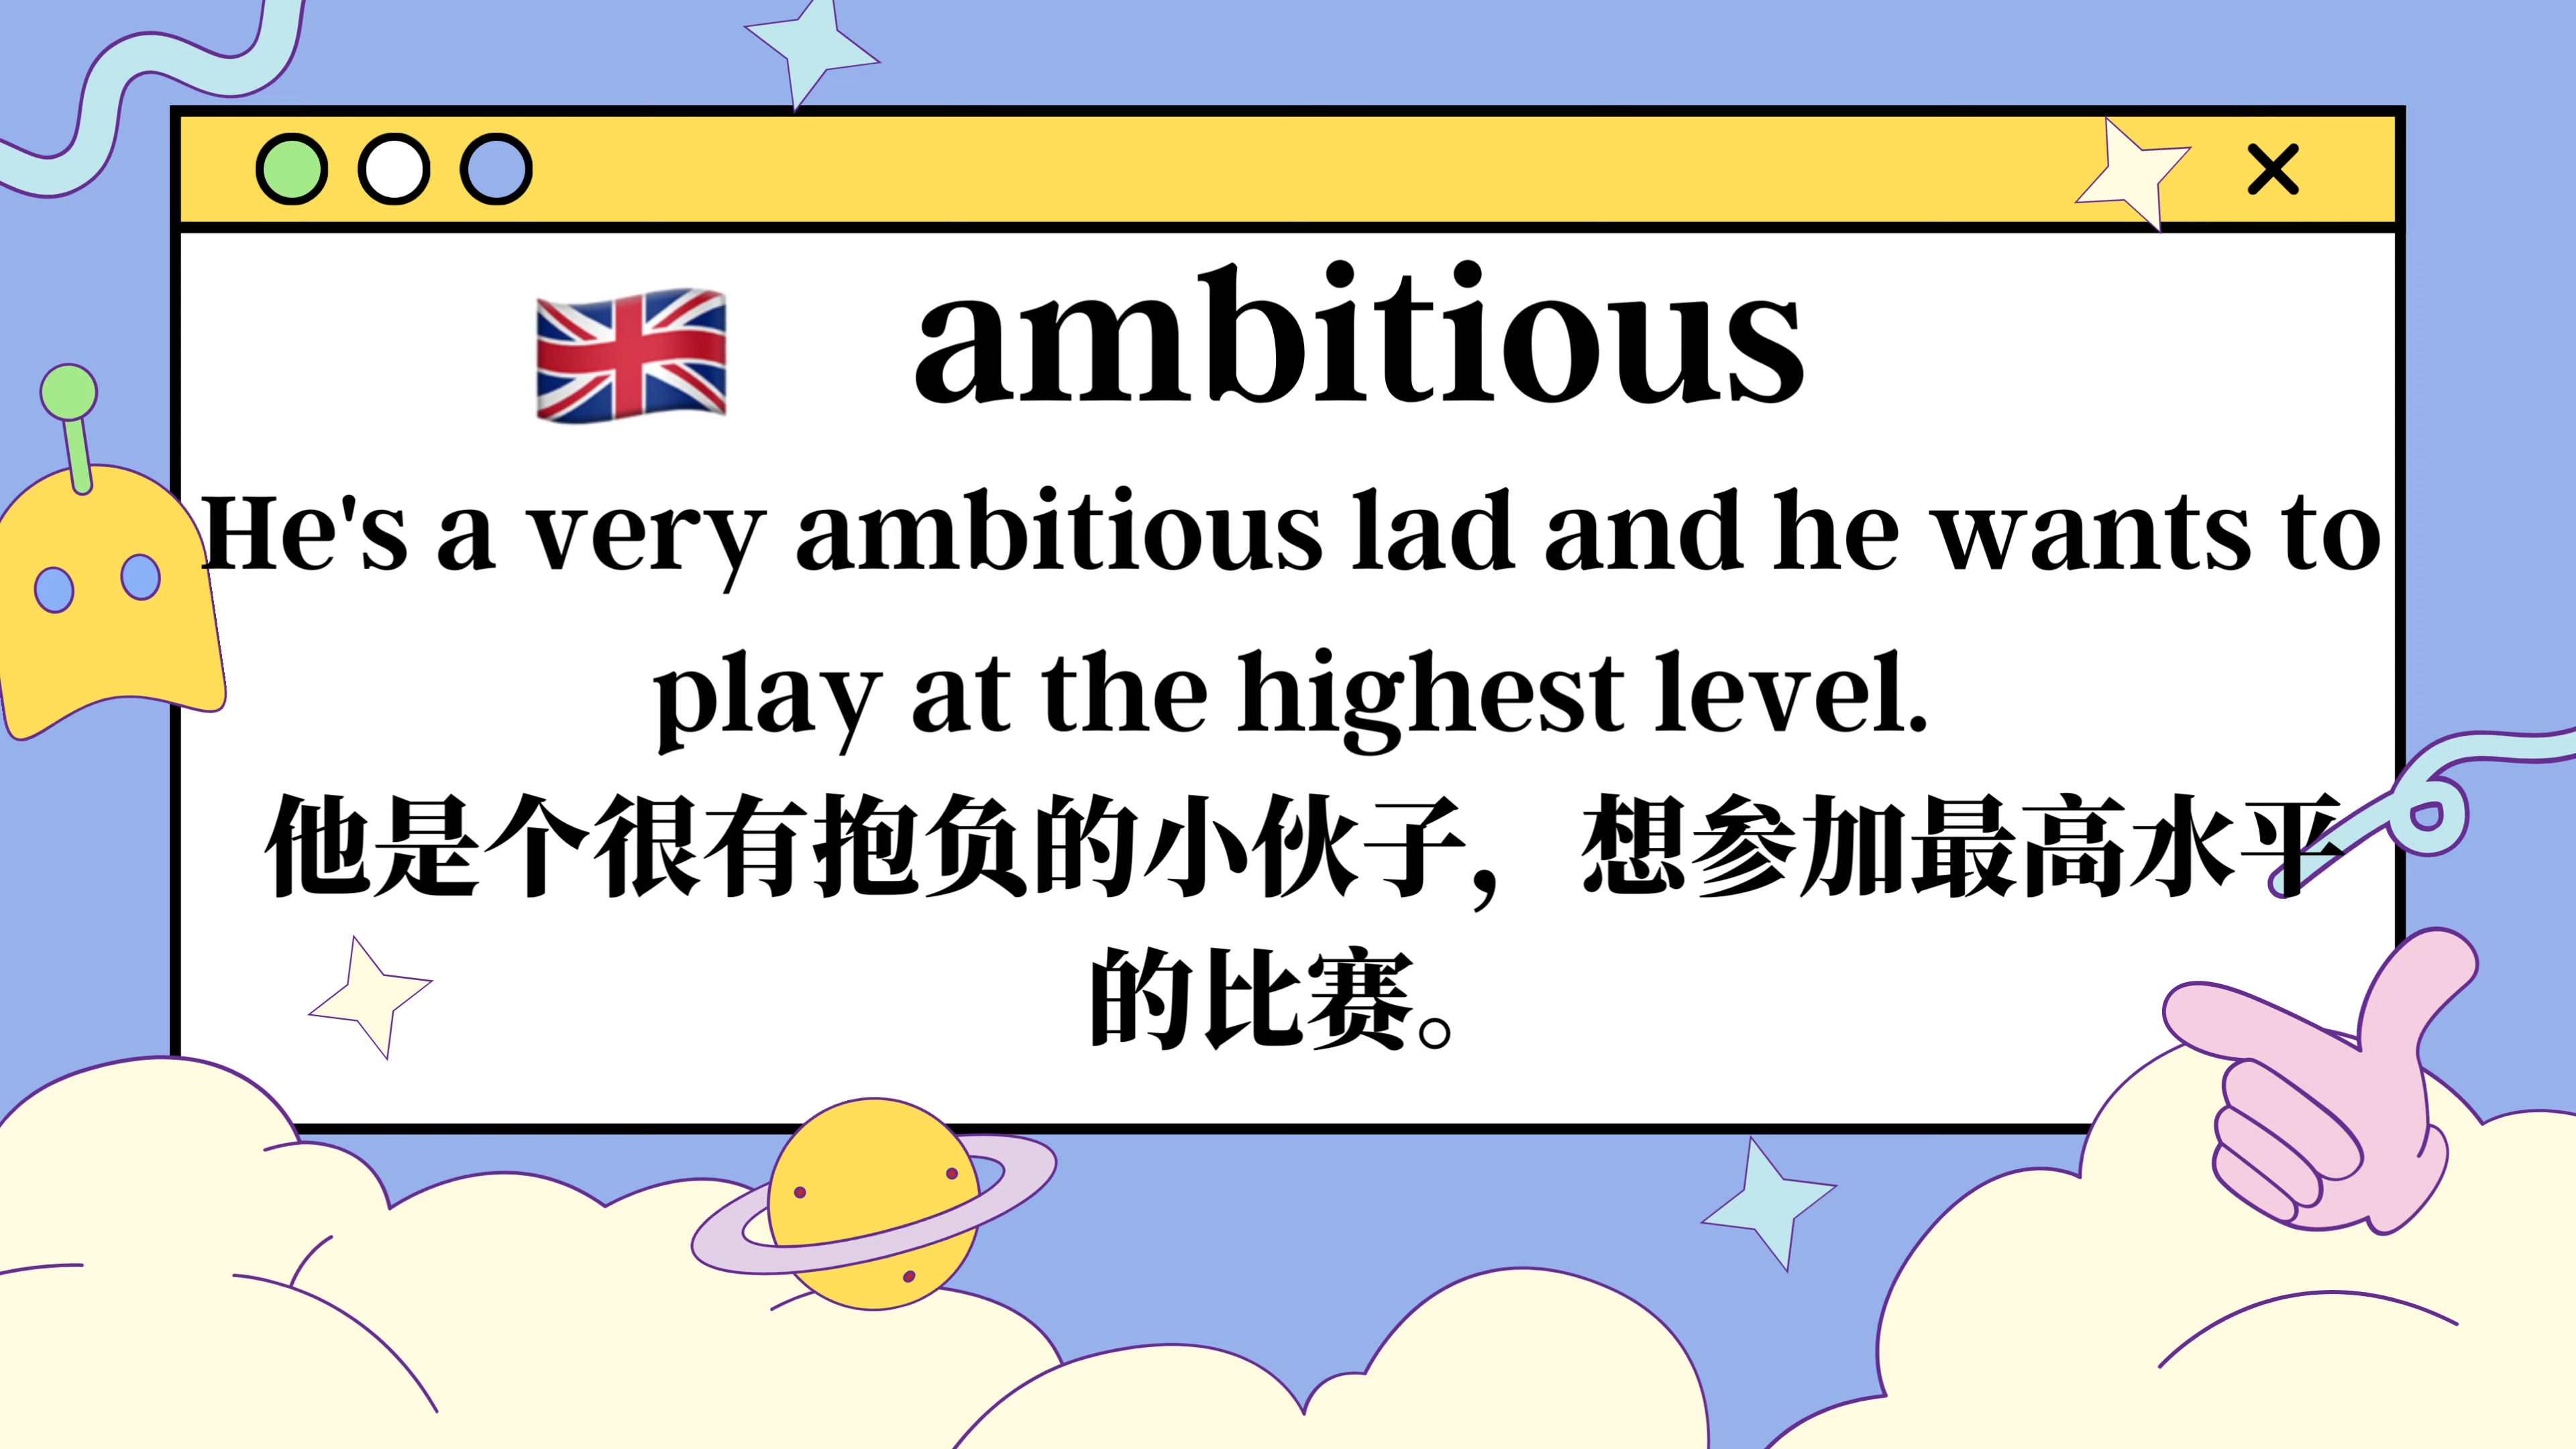 ambitious
He's a very ambitious lad and he wants to
play at the highest level.
他是个很有抱负的小伙子，想参加最高水平
的比赛。